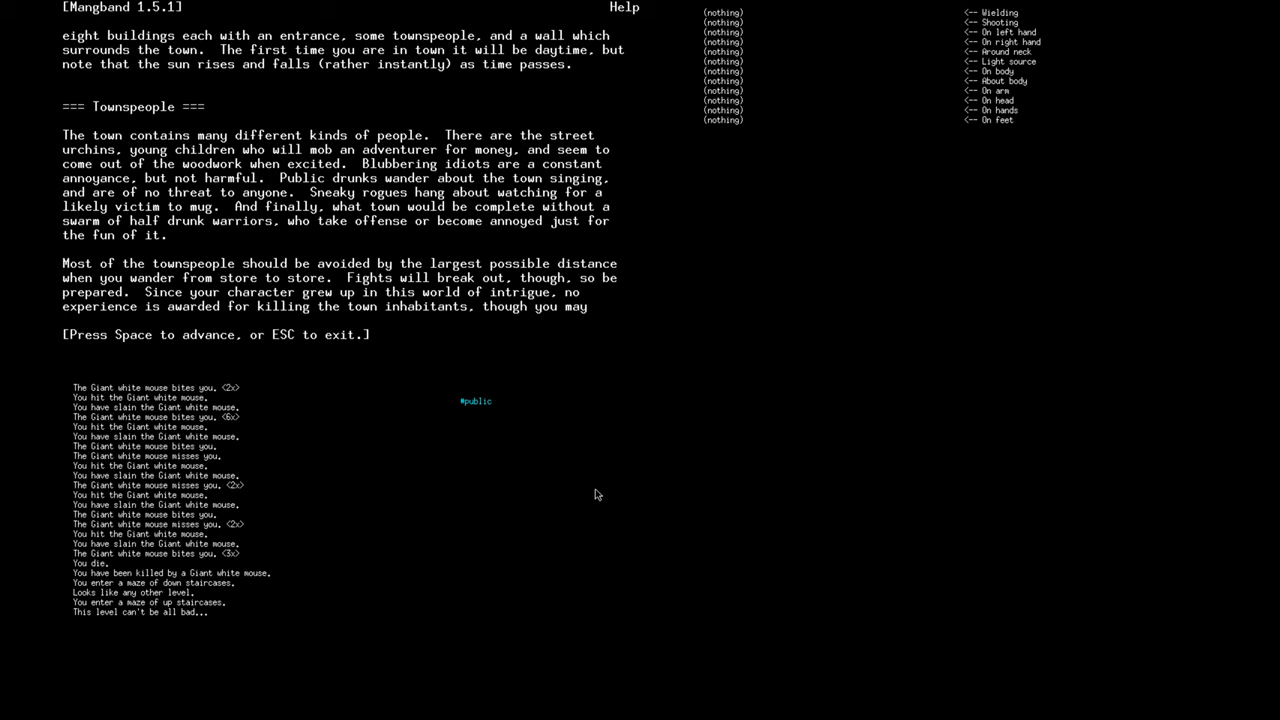 [Mangband 1.5.1] Help
eight buildings each with an entrance, some townspeople, and a wall which
surrounds the town.  The first time you are in town it will be daytime, but
note that the sun rises and falls (rather instantly) as time passes.
=== Townspeople ===
The town contains many different kinds of people.  There are the street
urchins, young children who will mob an adventurer for money, and seem to
come out of the woodwork when excited.  Blubbering idiots are a constant
annoyance, but not harmful.  Public drunks wander about the town singing,
and are of no threat to anyone.  Sneaky rogues hang about watching for a
likely victim to mug.  And finally, what town would be complete without a
swarm of half drunk warriors, who take offense or become annoyed just for
the fun of it.
Most of the townspeople should be avoided by the largest possible distance
when you wander from store to store.  Fights will break out, though, so be
prepared.  Since your character grew up in this world of intrigue, no
experience is awarded for killing the town inhabitants, though you may
[Press Space to advance, or ESC to exit.]
(nothing) <-- Wielding
(nothing) <-- Shooting
(nothing) <-- On left hand
(nothing) <-- On right hand
(nothing) <-- Around neck
(nothing) <-- Light source
(nothing) <-- On body
(nothing) <-- About body
(nothing) <-- On arm
(nothing) <-- On head
(nothing) <-- On hands
(nothing) <-- On feet
The Giant white mouse bites you. <2x>
You hit the Giant white mouse.
You have slain the Giant white mouse.
The Giant white mouse bites you. <6x>
You hit the Giant white mouse.
You have slain the Giant white mouse.
The Giant white mouse bites you.
The Giant white mouse misses you.
You hit the Giant white mouse.
You have slain the Giant white mouse.
The Giant white mouse misses you. <2x>
You hit the Giant white mouse.
You have slain the Giant white mouse.
The Giant white mouse bites you.
The Giant white mouse misses you. <2x>
You hit the Giant white mouse.
You have slain the Giant white mouse.
The Giant white mouse bites you. <3x>
You die.
You have been killed by a Giant white mouse.
You enter a maze of down staircases.
Looks like any other level.
You enter a maze of up staircases.
This level can't be all bad...
#public